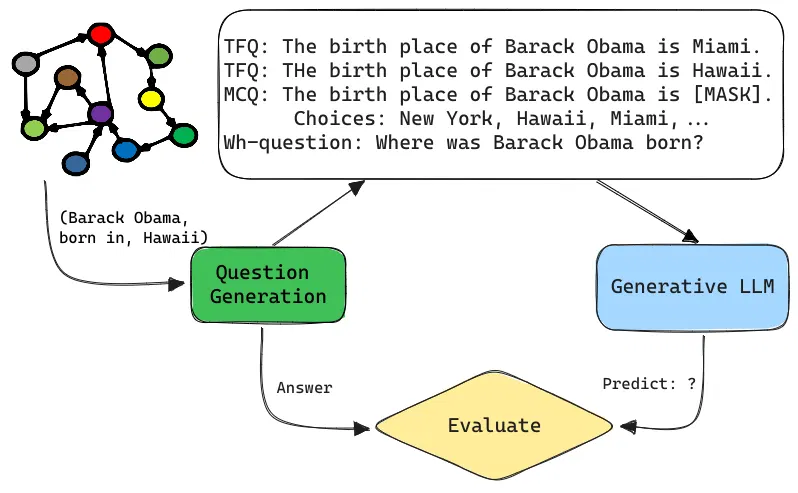 TFQ: The birth place of Barack Obama is Miami.
TFQ: THe birth place of Barack Obama is Hawaii.
MCQ: The birth place of Barack Obama is [MASK].
Choices: New York, Hawaii, Miami,...
Wh-question: Where was Barack Obama born?
(Barack Obama,
born in, Hawaii)
Question
Generation
Generative LLM
Answer
Predict: ?
Evaluate